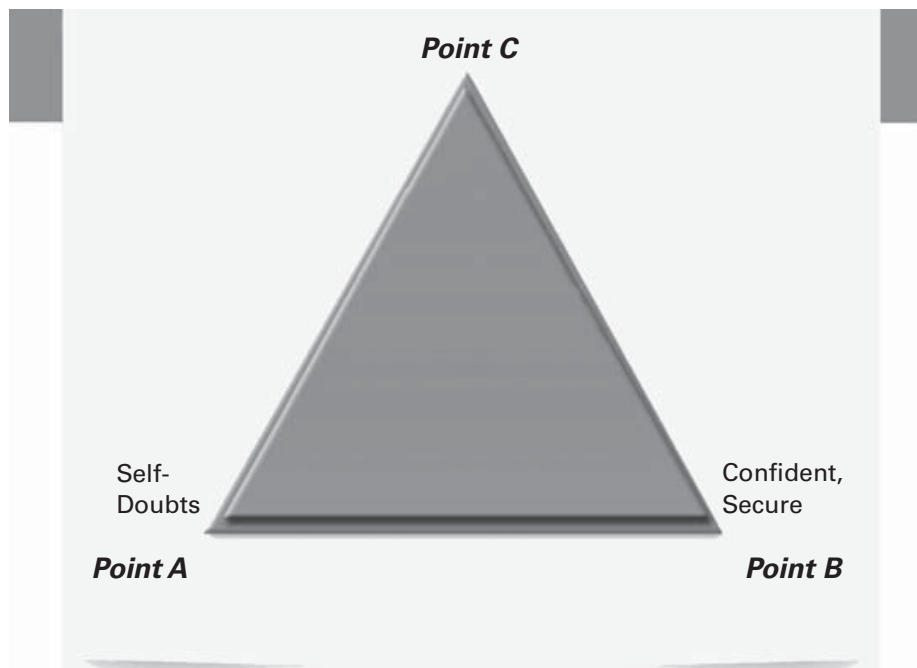 Point C
Self-
Doubts
Confident,
Secure
Point A
Point B